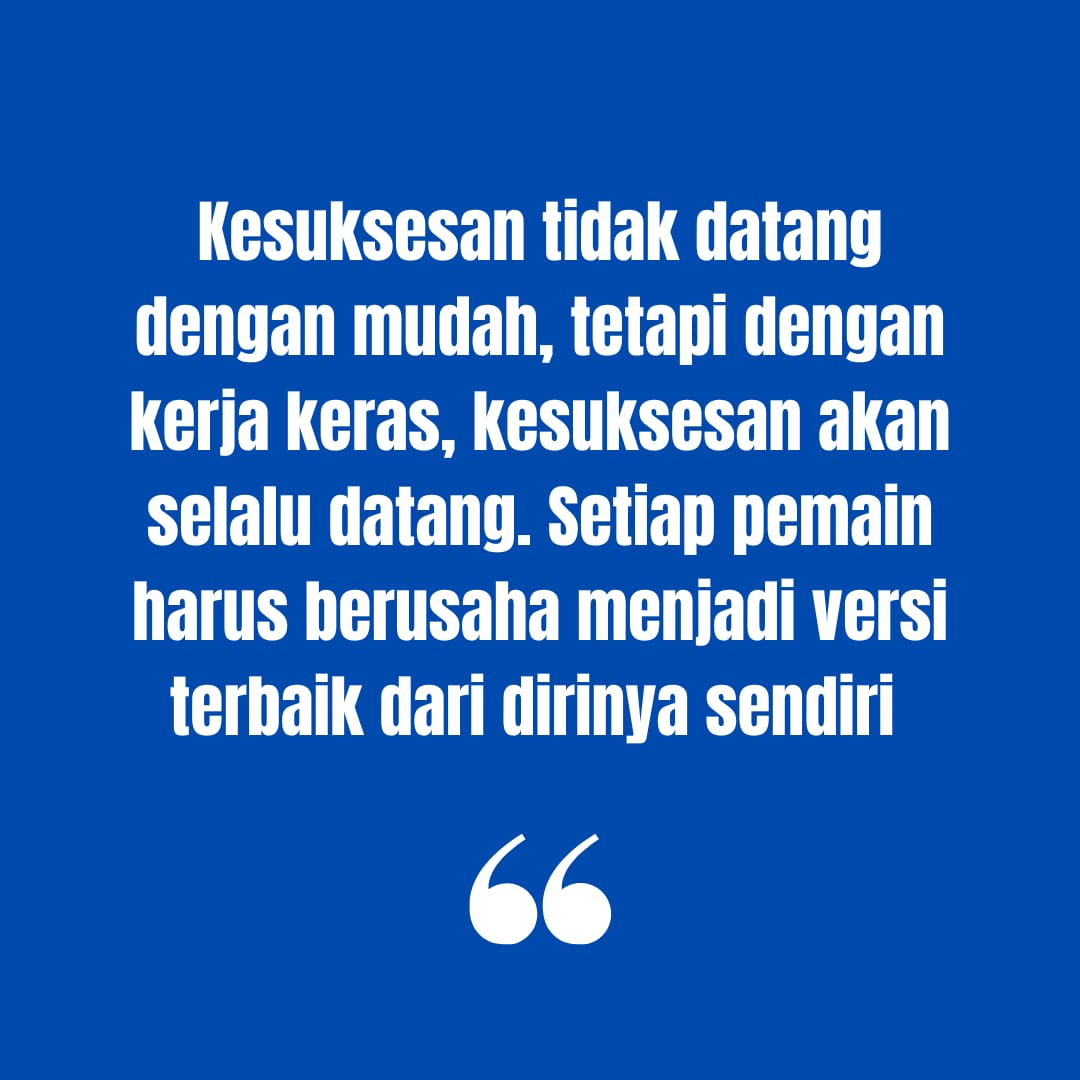 Kesuksesan tidak datang
dengan mudah, tetapi dengan
kerja keras, kesuksesan akan
selalu datang. Setiap pemain
harus berusaha menjadi versi
terbaik dari dirinya sendiri
“